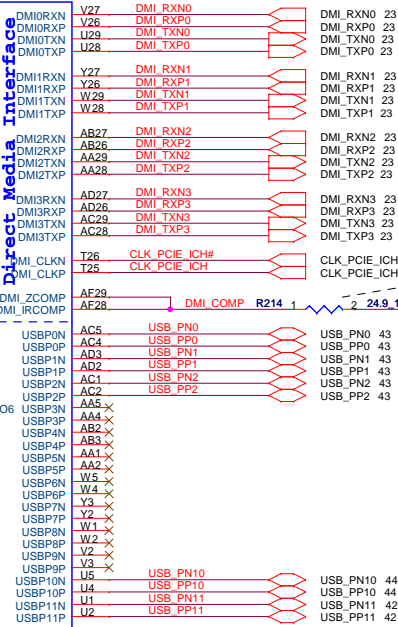 Direct Media Interface
DMI0RXN V27 DMI_RXN0 DMI_RXN0 23
DMI0RXP V26 DMI_RXP0 DMI_RXP0 23
DMI0TXN U29 DMI_TXN0 DMI_TXN0 23
DMI0TXP U28 DMI_TXP0 DMI_TXP0 23
DMI1RXN Y27 DMI_RXN1 DMI_RXN1 23
DMI1RXP Y26 DMI_RXP1 DMI_RXP1 23
DMI1TXN W29 DMI_TXN1 DMI_TXN1 23
DMI1TXP W28 DMI_TXP1 DMI_TXP1 23
DMI2RXN AB27 DMI_RXN2 DMI_RXN2 23
DMI2RXP AB26 DMI_RXP2 DMI_RXP2 23
DMI2TXN AA29 DMI_TXN2 DMI_TXN2 23
DMI2TXP AA28 DMI_TXP2 DMI_TXP2 23
DMI3RXN AD27 DMI_RXN3 DMI_RXN3 23
DMI3RXP AD26 DMI_RXP3 DMI_RXP3 23
DMI3TXN AC29 DMI_TXN3 DMI_TXN3 23
DMI3TXP AC28 DMI_TXP3 DMI_TXP3 23
DMI_CLKN T26 CLK_PCIE_ICH# CLK_PCIE_ICH
DMI_CLKP T25 CLK_PCIE_ICH CLK_PCIE_ICH
DMI_ZCOMP AF29
DMI_IRCOMP AF28 DMI_COMP R214 1 2 24.9_1
USBP0N AC5 USB_PN0 USB_PN0 43
USBP0P AC4 USB_PP0 USB_PP0 43
USBP1N AD3 USB_PN1 USB_PN1 43
USBP1P AD2 USB_PP1 USB_PP1 43
USBP2N AC1 USB_PN2 USB_PN2 43
USBP2P AC2 USB_PP2 USB_PP2 43
O6 USBP3N AA5
USBP3P AA4
USBP4N AB2
USBP4P AB3
USBP5N AA1
USBP5P AA2
USBP6N W5
USBP6P W4
USBP7N Y3
USBP7P Y2
USBP8N W1
USBP8P W2
USBP9N V2
USBP9P V3
USBP10N U5 USB_PN10 USB_PN10 44
USBP10P U4 USB_PP10 USB_PP10 44
USBP11N U1 USB_PN11 USB_PN11 42
USBP11P U2 USB_PP11 USB_PP11 42